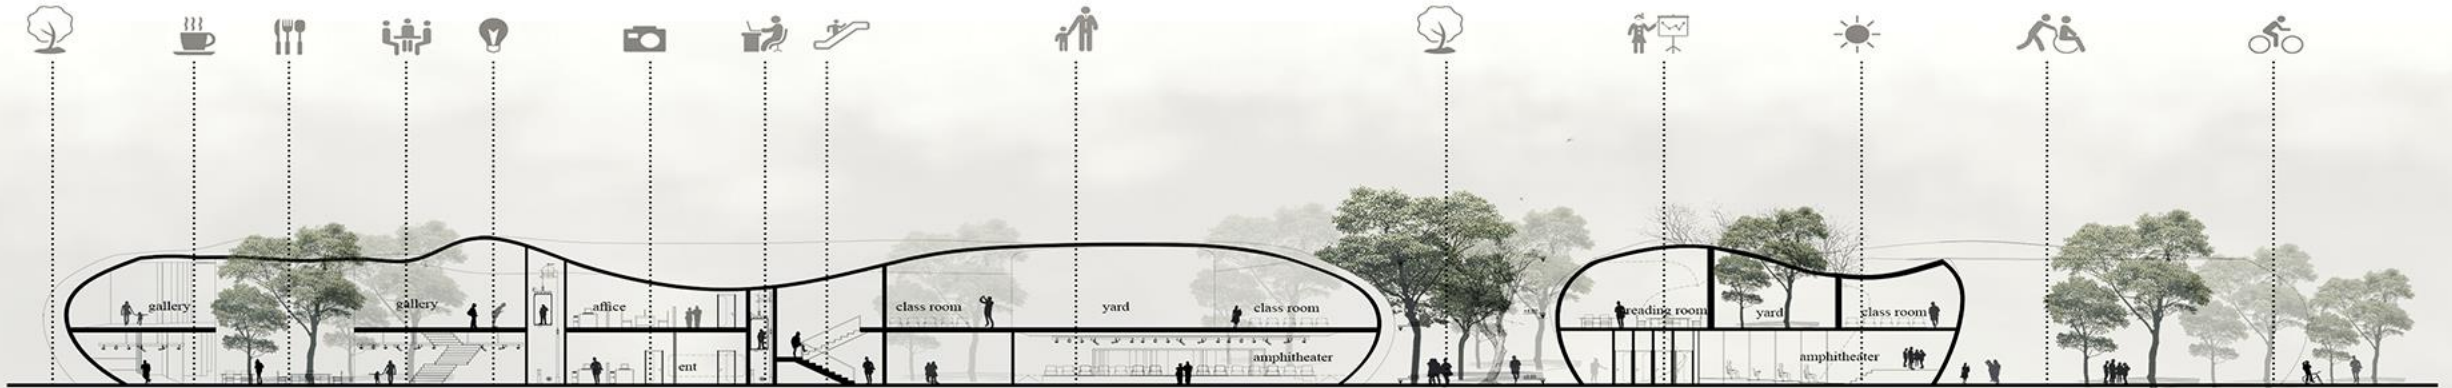 gallery
gallery
affice
ent
class room
yard
class room
amphitheater
reading room
yard
class room
amphitheater